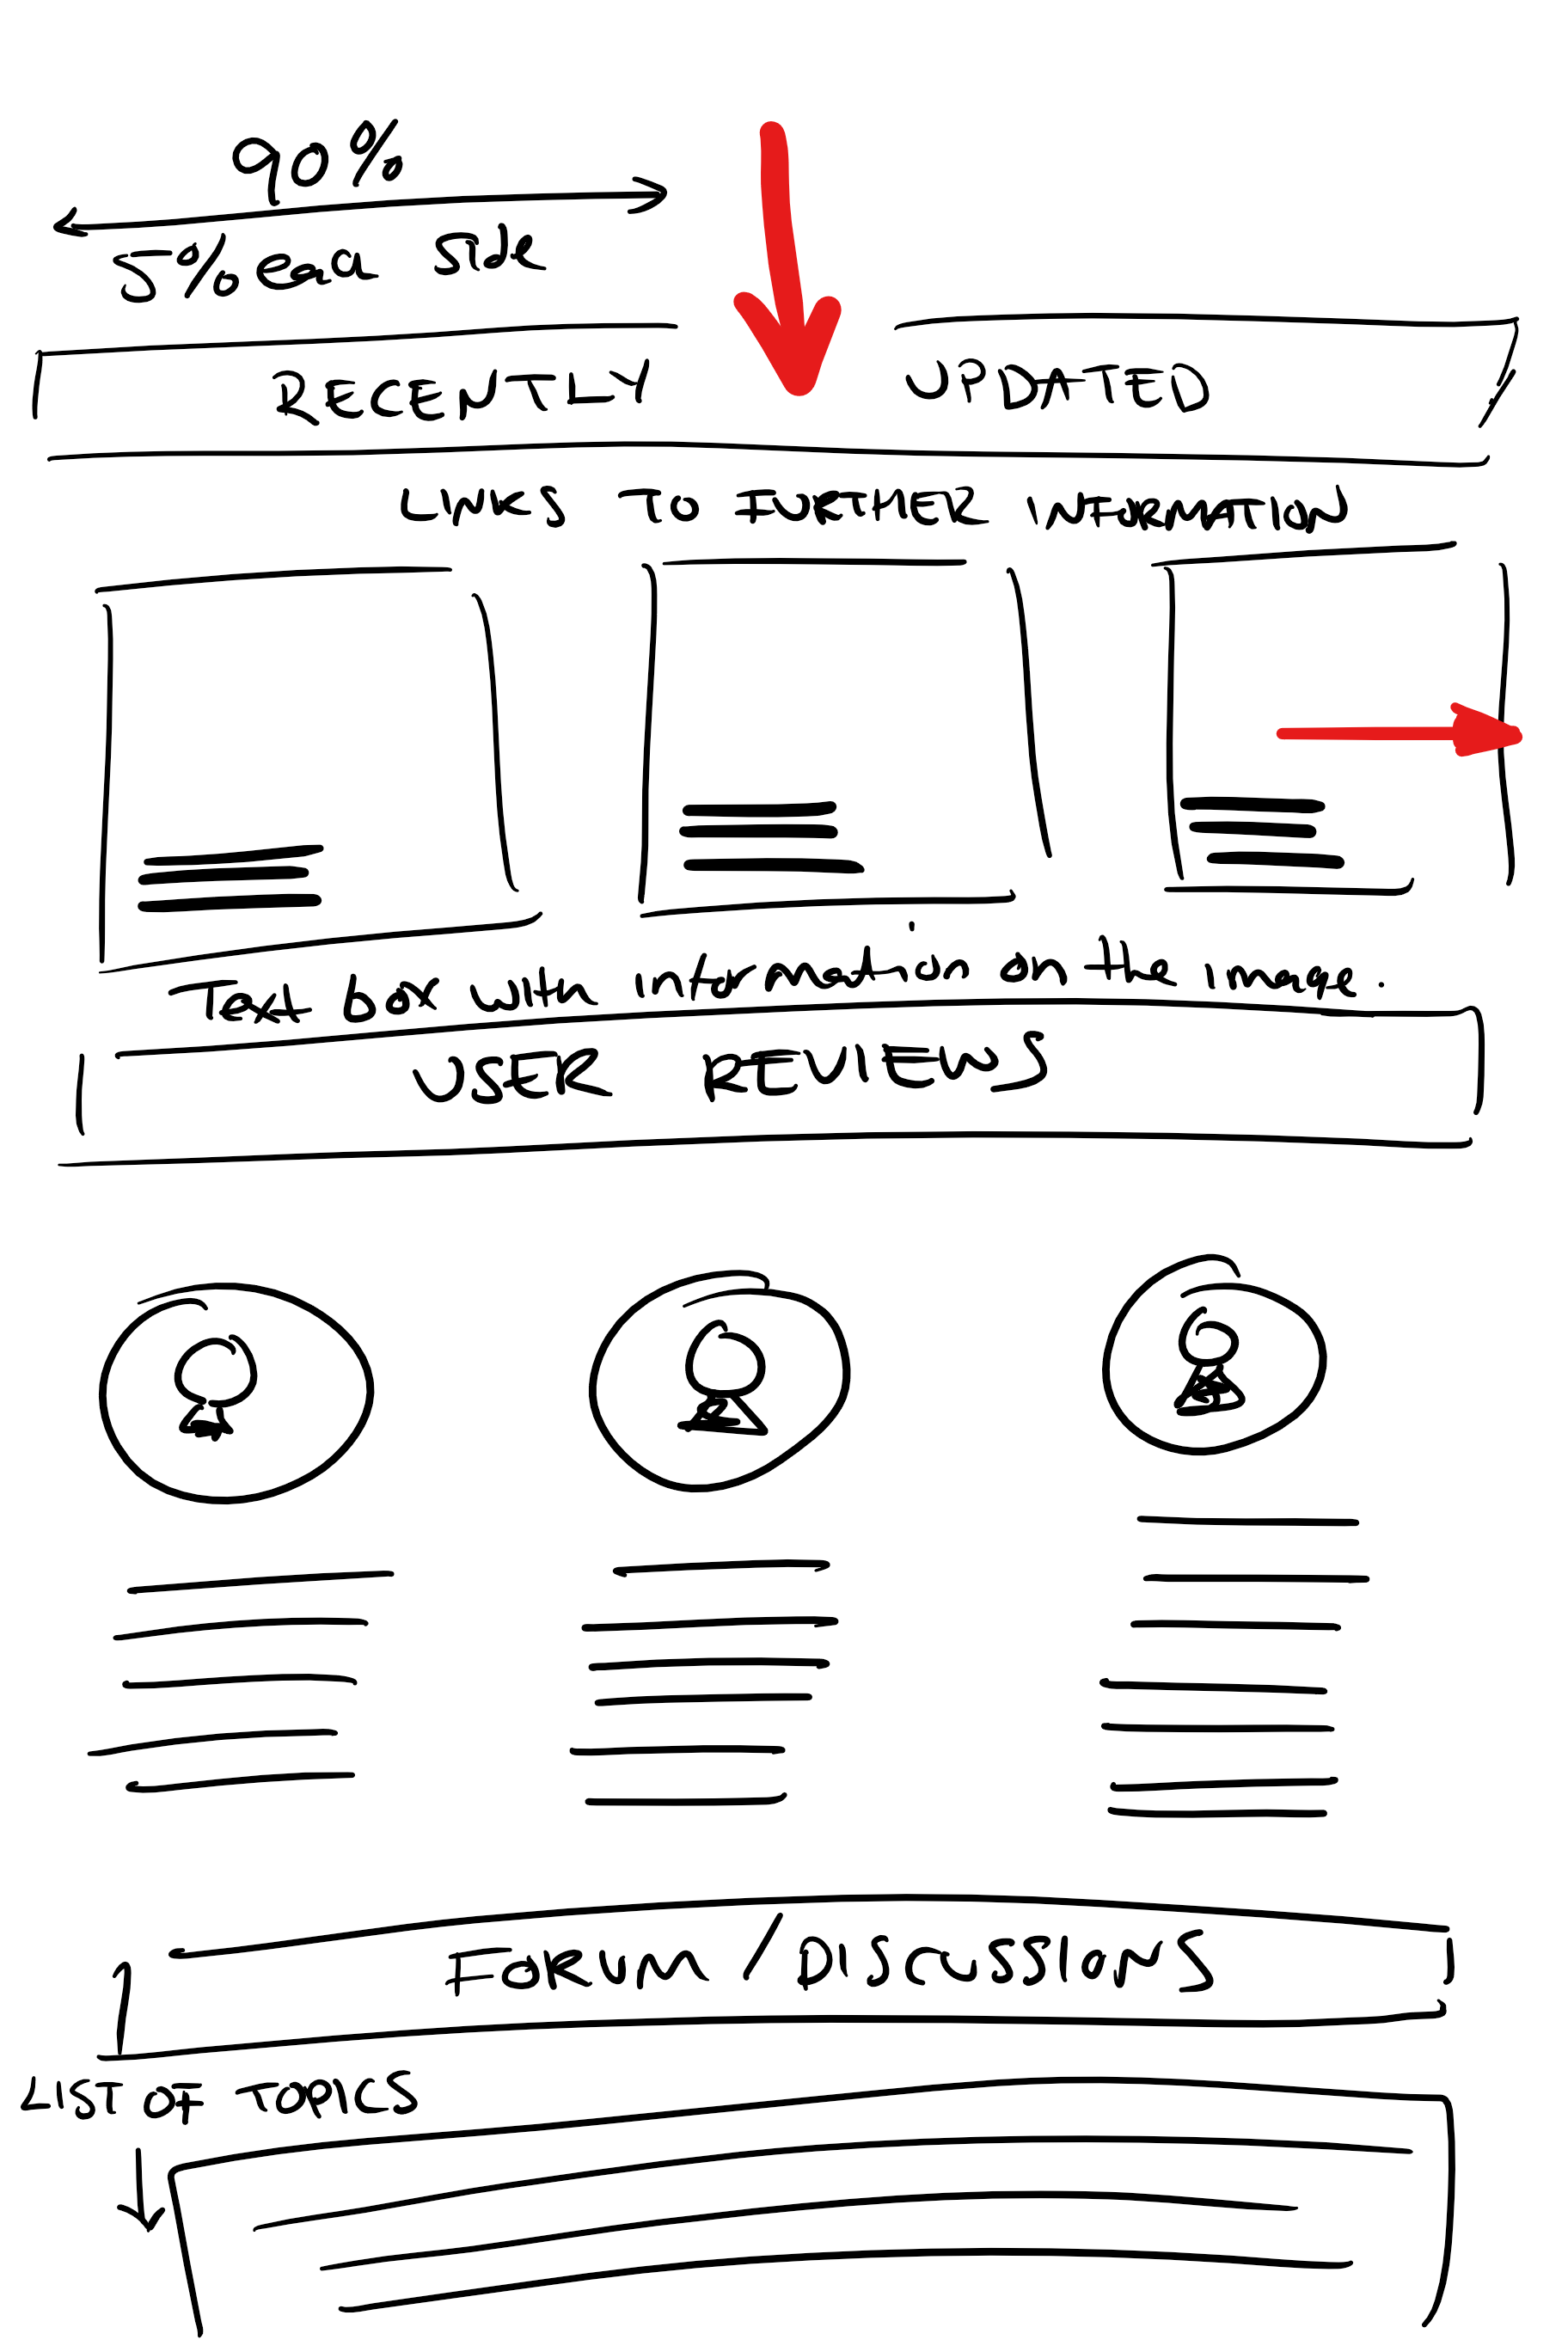 90%
5% each side
RECENTLY UPDATED
LINKS TO FURTHER INFORMATION
Text box with information on the image.
USER REVIEWS
FORUM / DISCUSSIONS
LIST OF TOPICS